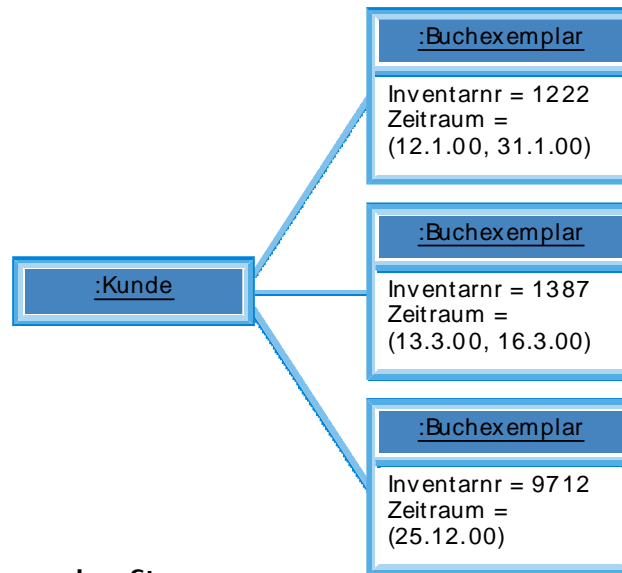 :Buchexemplar
Inventarnr = 1222
Zeitraum =
(12.1.00, 31.1.00)
:Kunde
:Buchexemplar
Inventarnr = 1387
Zeitraum =
(13.3.00, 16.3.00)
:Buchexemplar
Inventarnr = 9712
Zeitraum =
(25.12.00)